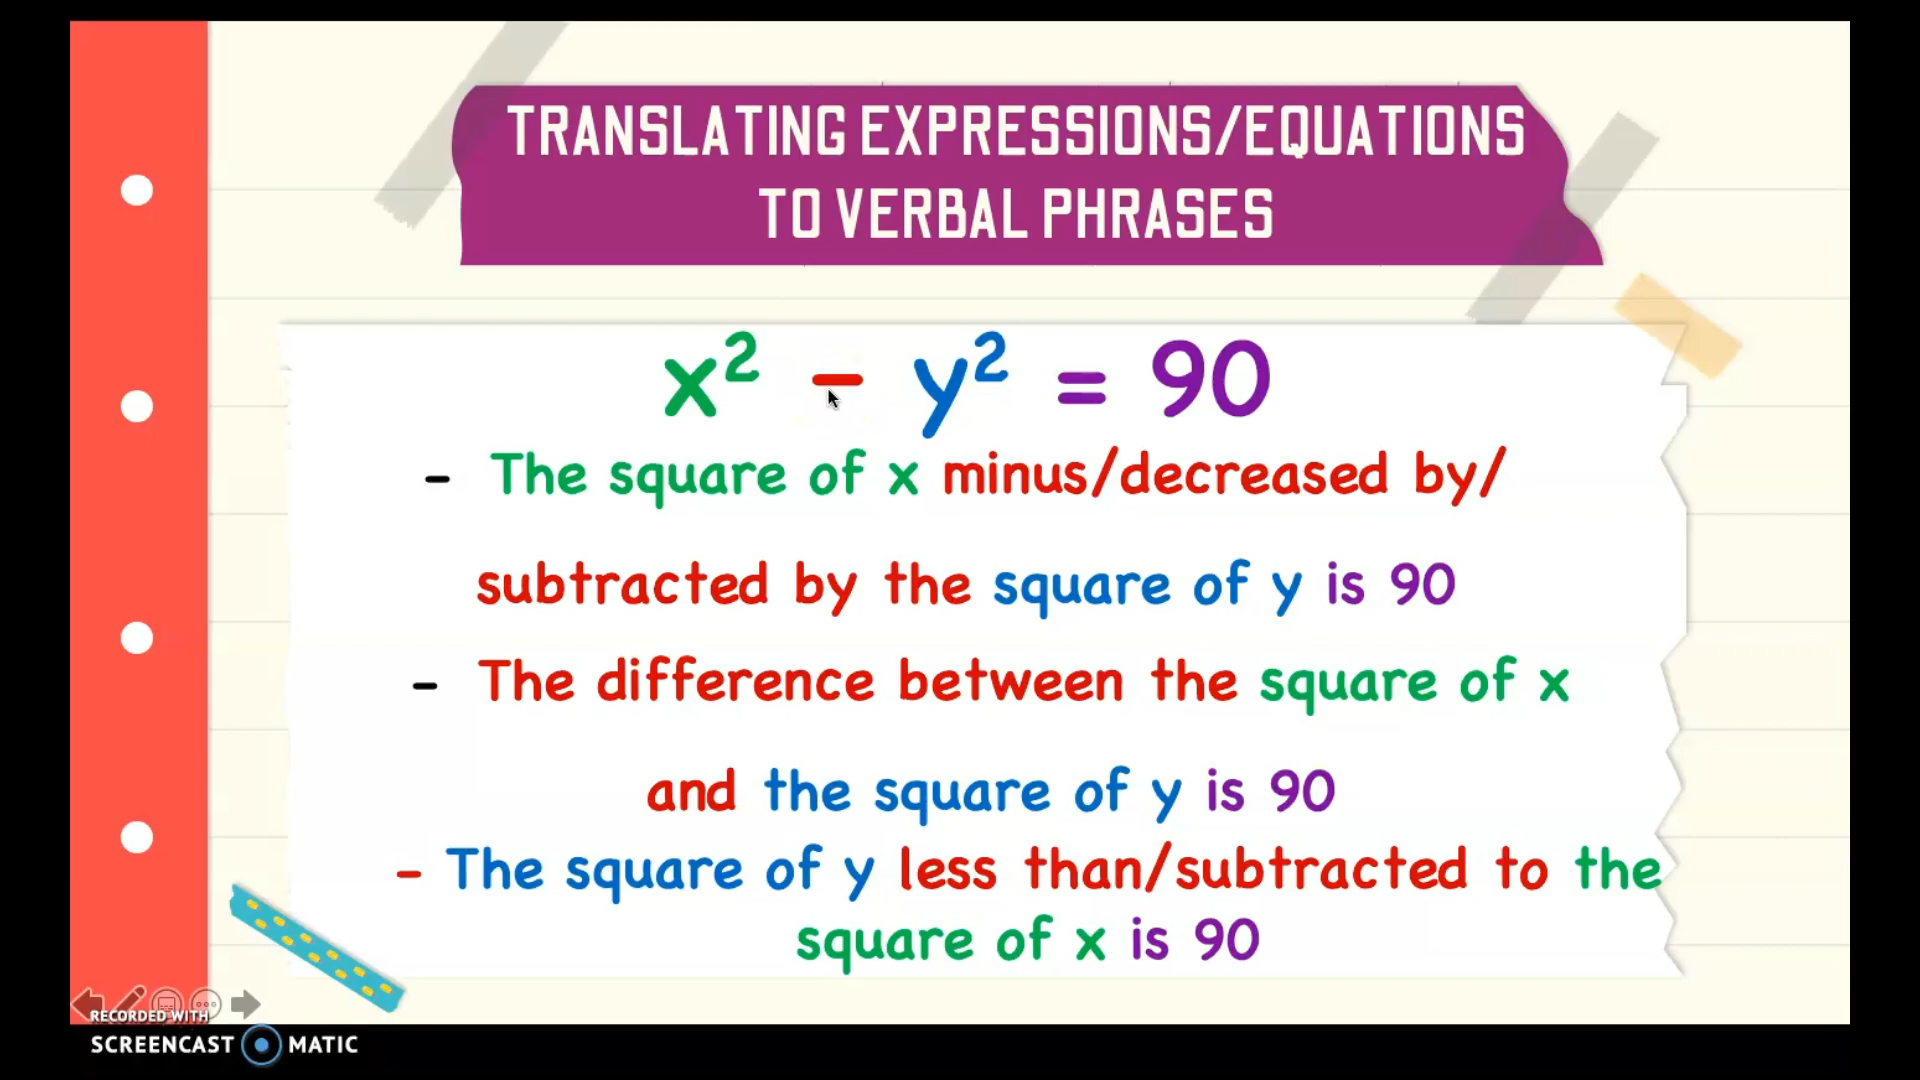 TRANSLATING EXPRESSIONS/EQUATIONS
TO VERBAL PHRASES
x² - y² = 90
- The square of x minus/decreased by/
subtracted by the square of y is 90
- The difference between the square of x
and the square of y is 90
- The square of y less than/subtracted to the
square of x is 90
RECORDED WITH
SCREENCAST MATIC